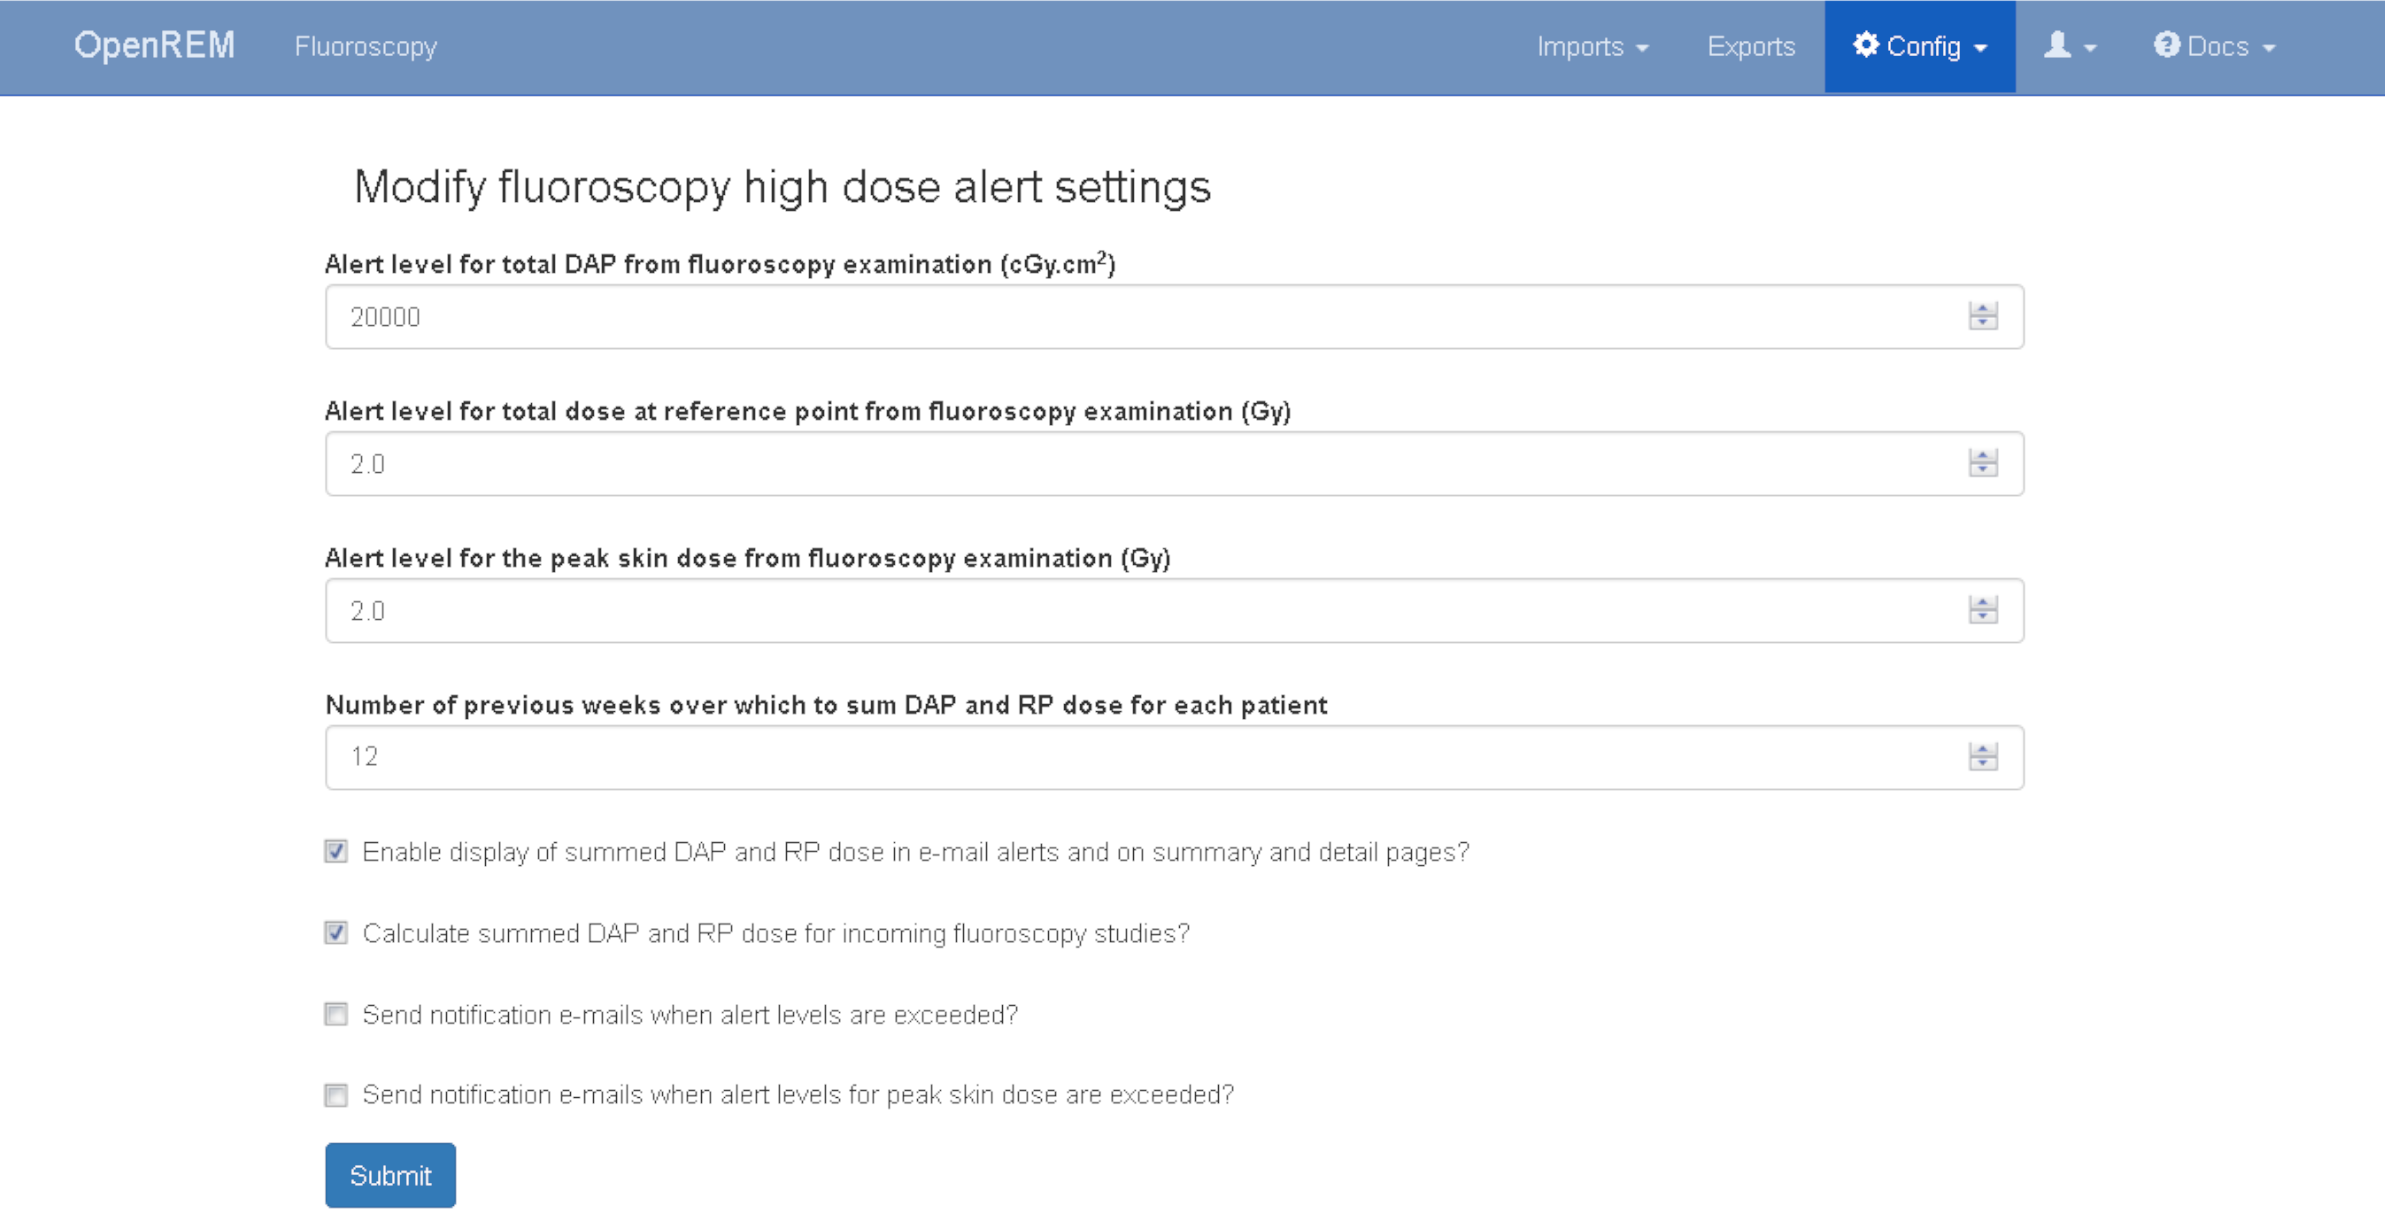 OpenREM Fluoroscopy Imports Exports Config Docs
Modify fluoroscopy high dose alert settings
Alert level for total DAP from fluoroscopy examination (cGy.cm²)
20000
Alert level for total dose at reference point from fluoroscopy examination (Gy)
2.0
Alert level for the peak skin dose from fluoroscopy examination (Gy)
2.0
Number of previous weeks over which to sum DAP and RP dose for each patient
12
Enable display of summed DAP and RP dose in e-mail alerts and on summary and detail pages?
Calculate summed DAP and RP dose for incoming fluoroscopy studies?
Send notification e-mails when alert levels are exceeded?
Send notification e-mails when alert levels for peak skin dose are exceeded?
Submit